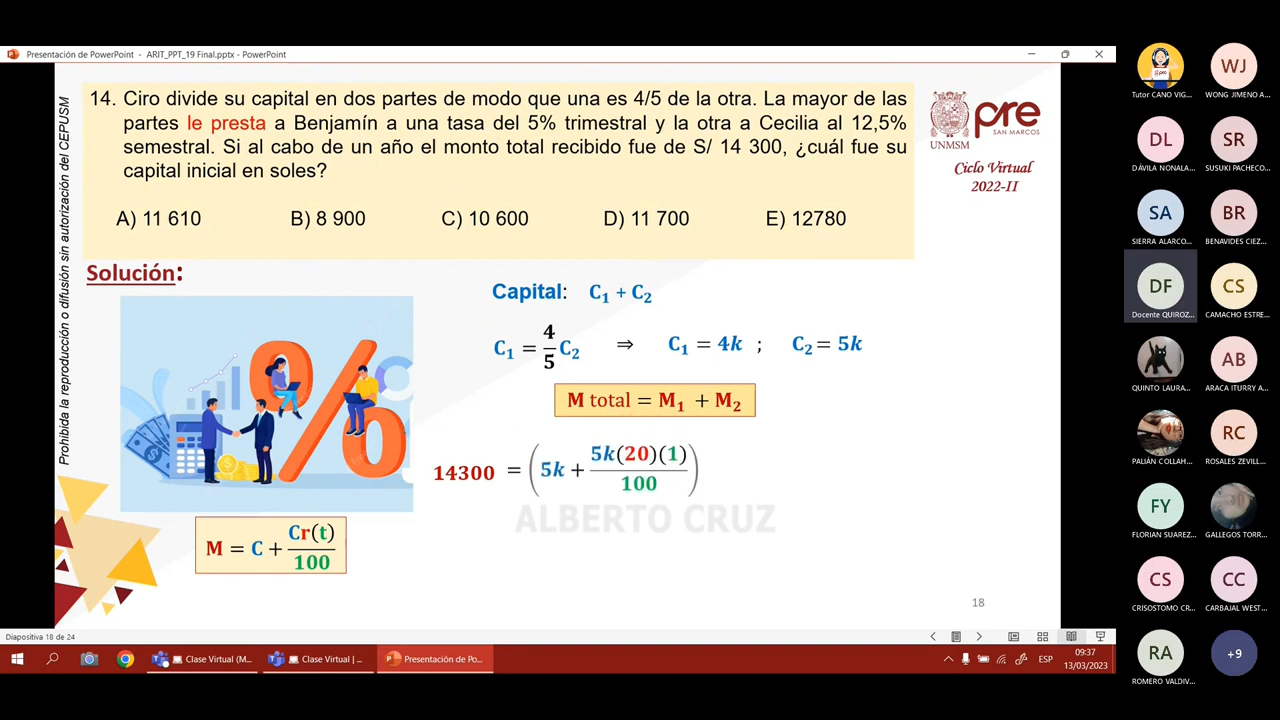 Presentación de PowerPoint - ARIT_PPT_19 Final.pptx - PowerPoint
14. Ciro divide su capital en dos partes de modo que una es 4/5 de la otra. La mayor de las
partes le presta a Benjamín a una tasa del 5% trimestral y la otra a Cecilia al 12,5%
semestral. Si al cabo de un año el monto total recibido fue de S/ 14 300, ¿cuál fue su
capital inicial en soles?
A) 11 610 B) 8 900 C) 10 600 D) 11 700 E) 12780
UNMSM
pre
SAN MARCOS
Ciclo Virtual
2022-II
Prohibida la reproducción o difusión sin autorización del CEPUSM
Solución:
%
Capital: C₁ + C₂
C₁ = 4/5 C₂ ⇒ C₁ = 4k ; C₂ = 5k
M total = M₁ + M₂
14300 = (5k + 5k(20)(1)/100)
ALBERTO CRUZ
M = C + Cr(t)/100
18
Diapositiva 18 de 24
Clase Virtual (M...
Clase Virtual | ...
Presentación de Po...
ESP
09:37
13/03/2023
Tutor CANO VIG...
WJ
WONG JIMENO A...
DL
DÁVILA NONALA...
SR
SUSUKI PACHECO...
SA
SIERRA ALARCO...
BR
BENAVIDES CIEZ...
DF
Docente QUIROZ...
CS
CAMACHO ESTRE...
QUINTO LAURA...
AB
ARACA ITURRY A...
PALIÁN COLLAH...
RC
ROSALES ZEVILL...
FY
FLORIAN SUAREZ...
GALLEGOS TORR...
CS
CRISOSTOMO CR...
CC
CARBAJAL WEST...
RA
ROMERO VALDIV...
+9